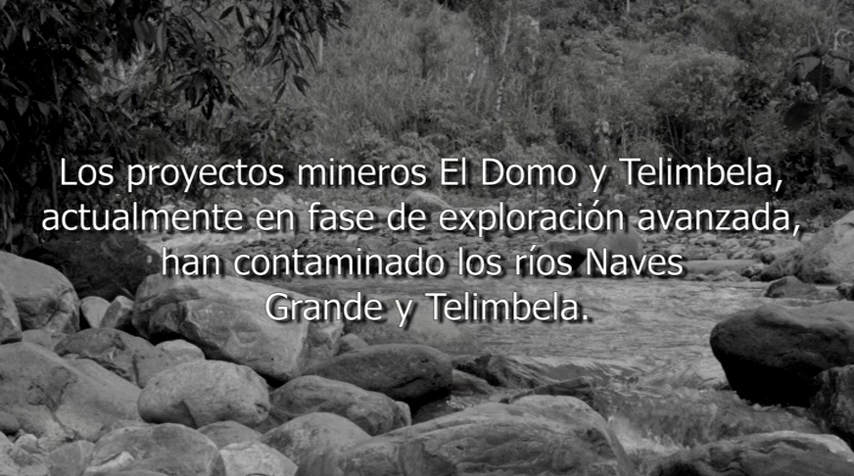 Los proyectos mineros El Domo y Telimbela,
actualmente en fase de exploración avanzada,
han contaminado los ríos Naves
Grande y Telimbela.